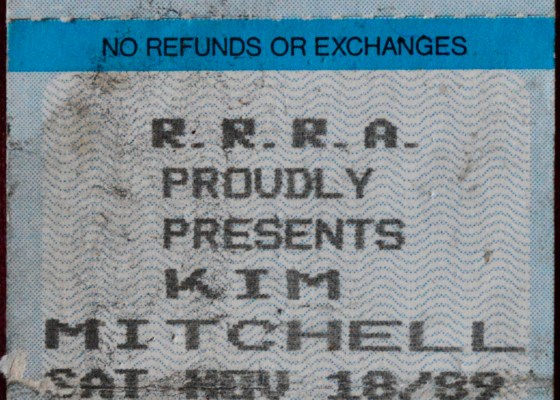 NO REFUNDS OR EXCHANGES
R.R.R.A.
PROUDLY
PRESENTS
KIM
MITCHELL
SAT NOV 18/89